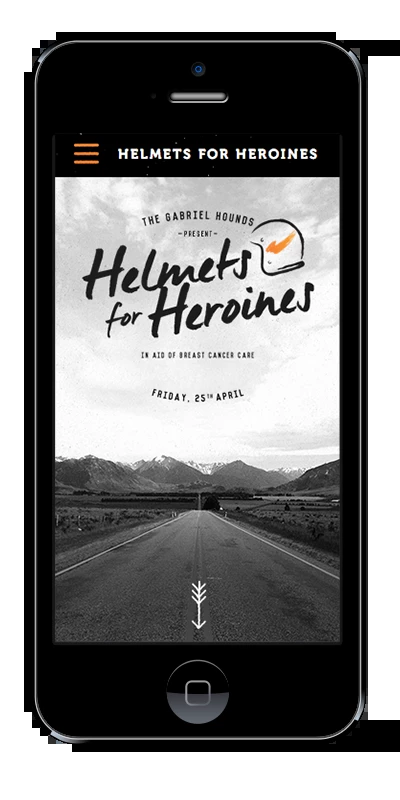 HELMETS FOR HEROINES
THE GABRIEL HOUNDS
-PRESENT-
Helmets
for Heroines
IN AID OF BREAST CANCER CARE
FRIDAY, 25TH APRIL